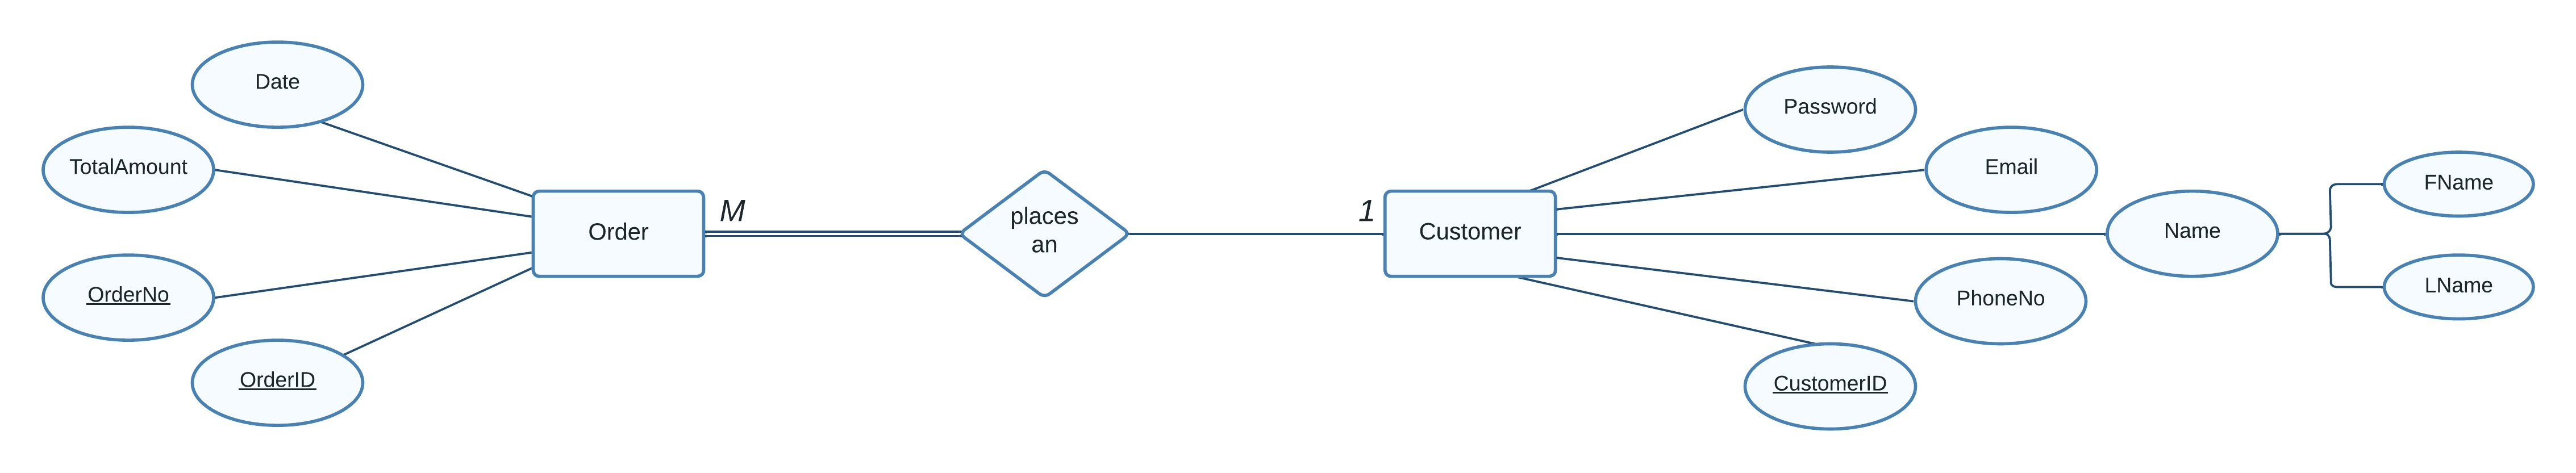 Date
TotalAmount
OrderNo
OrderID
Order
M
places
an
1
Customer
Password
Email
Name
PhoneNo
CustomerID
FName
LName